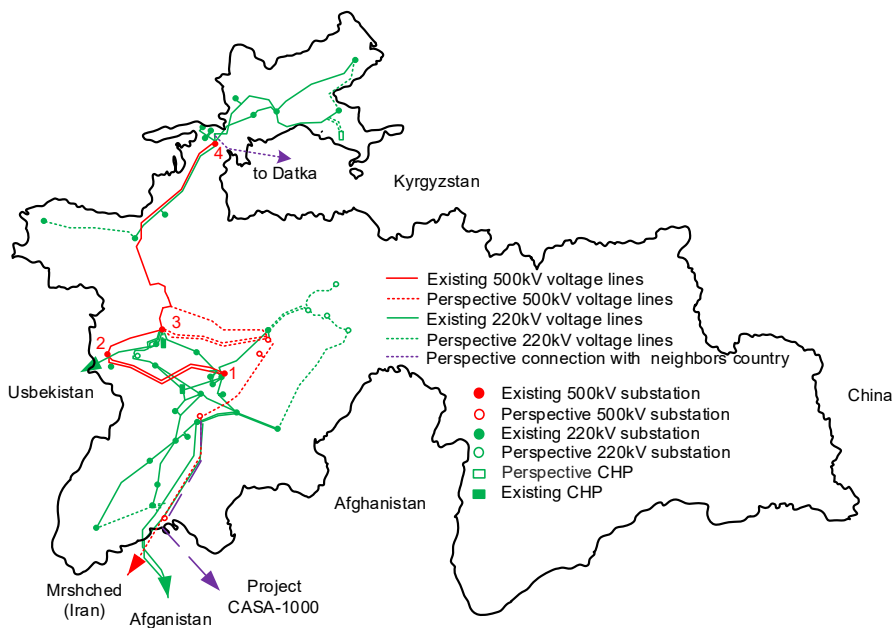 4
to Datka
Kyrgyzstan
Existing 500kV voltage lines
Perspective 500kV voltage lines
Existing 220kV voltage lines
Perspective 220kV voltage lines
Perspective connection with neighbors country
3
2
1
Usbekistan
China
Existing 500kV substation
Perspective 500kV substation
Existing 220kV substation
Perspective 220kV substation
Perspective CHP
Existing CHP
Afghanistan
Mrshched
(Iran)
Afganistan
Project
CASA-1000